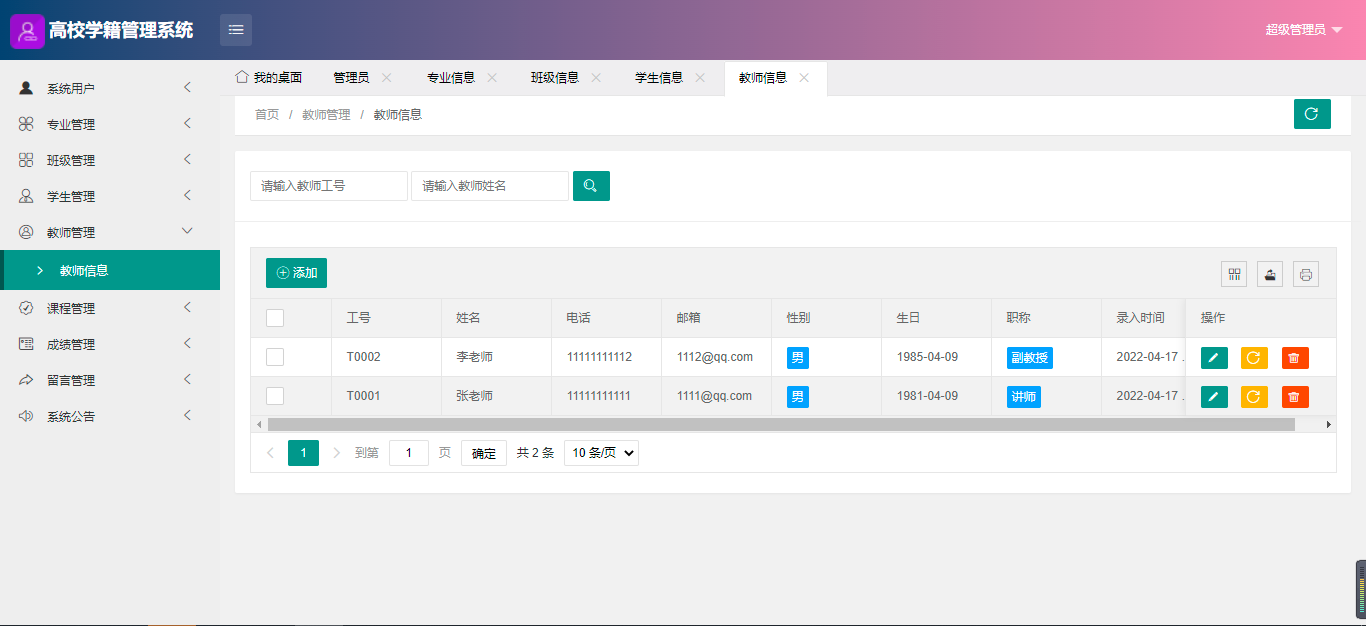 高校学籍管理系统
超级管理员
系统用户
专业管理
班级管理
学生管理
教师管理
教师信息
课程管理
成绩管理
留言管理
系统公告
我的桌面 管理员 专业信息 班级信息 学生信息 教师信息
首页 / 教师管理 / 教师信息
请输入教师工号 请输入教师姓名
添加
工号 姓名 电话 邮箱 性别 生日 职称 录入时间 操作
T0002 李老师 11111111112 1112@qq.com 男 1985-04-09 副教授 2022-04-17 .
T0001 张老师 11111111111 1111@qq.com 男 1981-04-09 讲师 2022-04-17 .
1 到第 1 页 确定 共 2 条 10 条/页